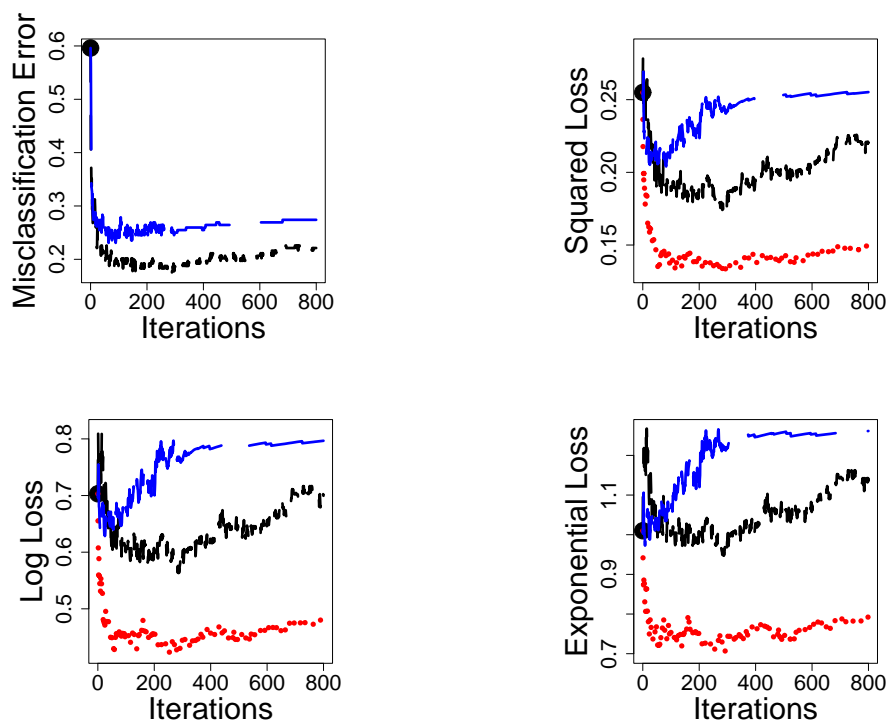 Misclassification Error
0.6
0.5
0.4
0.3
0.2
0 200 400 600 800
Iterations
Squared Loss
0.25
0.20
0.15
0 200 400 600 800
Iterations
Log Loss
0.8
0.7
0.6
0.5
0 200 400 600 800
Iterations
Exponential Loss
1.1
0.9
0.7
0 200 400 600 800
Iterations